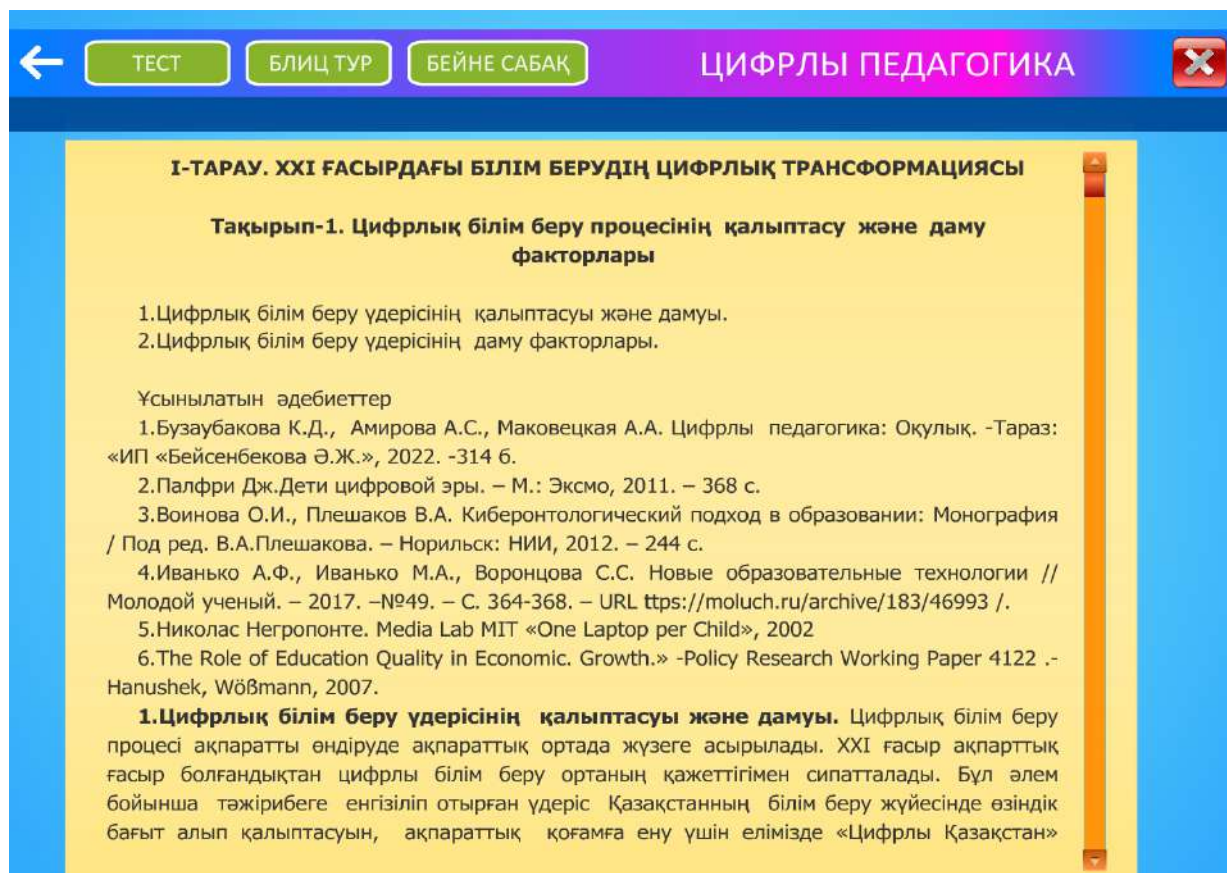 ТЕСТ БЛИЦ ТУР БЕЙНЕ САБАҚ ЦИФРЛЫ ПЕДАГОГИКА
І-ТАРАУ. ХХІ ҒАСЫРДАҒЫ БІЛІМ БЕРУДІҢ ЦИФРЛЫҚ ТРАНСФОРМАЦИЯСЫ
Тақырып-1. Цифрлық білім беру процесінің қалыптасу және даму
факторлары
1.Цифрлық білім беру үдерісінің қалыптасуы және дамуы.
2.Цифрлық білім беру үдерісінің даму факторлары.
Ұсынылатын әдебиеттер
1.Бузаубакова К.Д., Амирова А.С., Маковецкая А.А. Цифрлы педагогика: Оқулық. -Тараз:
«ИП «Бейсенбекова Ә.Ж.», 2022. -314 б.
2.Палфри Дж.Дети цифровой эры. – М.: Эксмо, 2011. – 368 с.
3.Воинова О.И., Плешаков В.А. Киберонтологический подход в образовании: Монография
/ Под ред. В.А.Плешакова. – Норильск: НИИ, 2012. – 244 с.
4.Иванько А.Ф., Иванько М.А., Воронцова С.С. Новые образовательные технологии //
Молодой ученый. – 2017. –№49. – С. 364-368. – URL ttps://moluch.ru/archive/183/46993 /.
5.Николас Негропонте. Media Lab MIT «One Laptop per Child», 2002
6.The Role of Education Quality in Economic. Growth.» -Policy Research Working Paper 4122 .-
Hanushek, Wößmann, 2007.
1.Цифрлық білім беру үдерісінің қалыптасуы және дамуы. Цифрлық білім беру
процесі ақпаратты өндіруде ақпараттық ортада жүзеге асырылады. ХХІ ғасыр ақпарттық
ғасыр болғандықтан цифрлы білім беру ортаның қажеттігімен сипатталады. Бұл әлем
бойынша тәжірибеге енгізіліп отырған үдеріс Қазақстанның білім беру жүйесінде өзіндік
бағыт алып қалыптасуын, ақпараттық қоғамға ену үшін елімізде «Цифрлы Қазақстан»